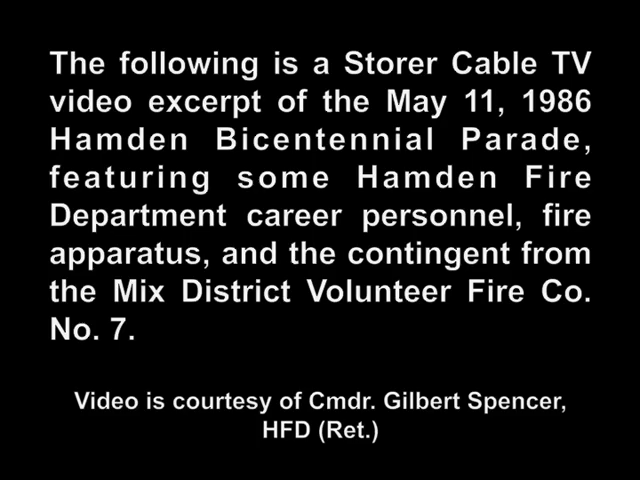 The following is a Storer Cable TV
video excerpt of the May 11, 1986
Hamden Bicentennial Parade,
featuring some Hamden Fire
Department career personnel, fire
apparatus, and the contingent from
the Mix District Volunteer Fire Co.
No. 7.
Video is courtesy of Cmdr. Gilbert Spencer,
HFD (Ret.)